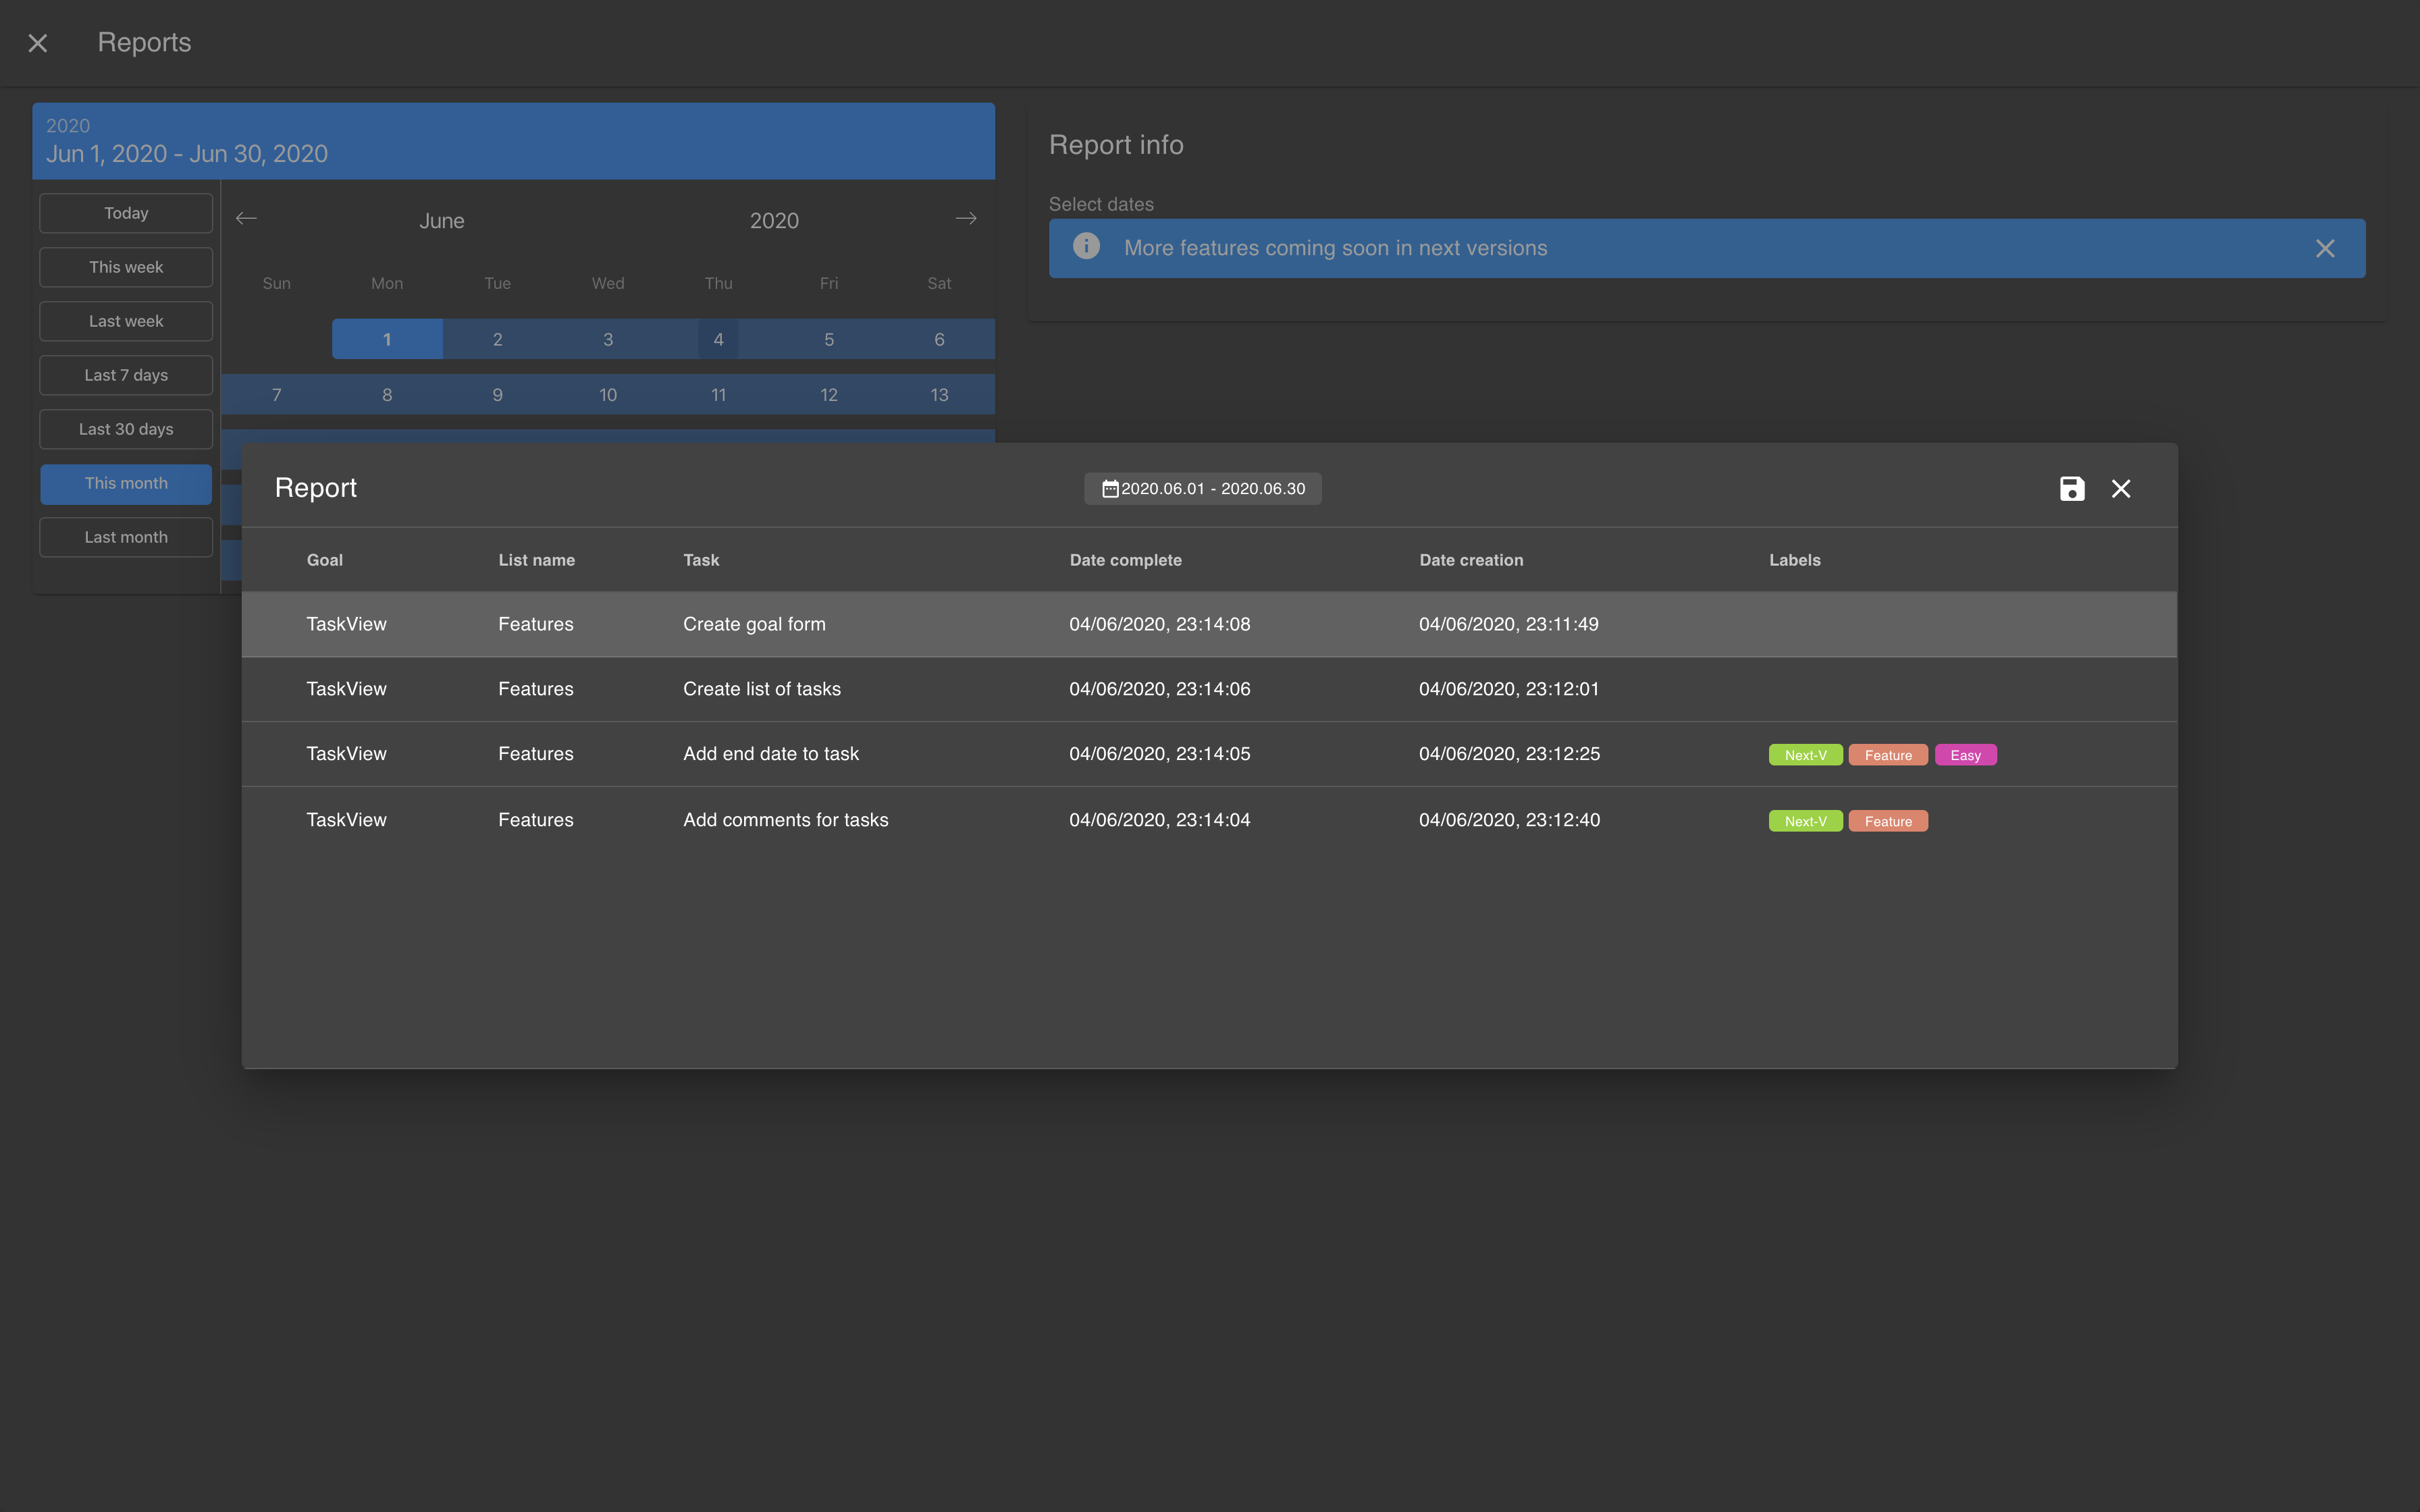 Reports
2020
Jun 1, 2020 - Jun 30, 2020
Today
This week
Last week
Last 7 days
Last 30 days
This month
Last month
June 2020
Sun Mon Tue Wed Thu Fri Sat
1 2 3 4 5 6
7 8 9 10 11 12 13
Report info
Select dates
More features coming soon in next versions
Report 2020.06.01 - 2020.06.30
Goal List name Task Date complete Date creation Labels
TaskView Features Create goal form 04/06/2020, 23:14:08 04/06/2020, 23:11:49
TaskView Features Create list of tasks 04/06/2020, 23:14:06 04/06/2020, 23:12:01
TaskView Features Add end date to task 04/06/2020, 23:14:05 04/06/2020, 23:12:25 Next-V Feature Easy
TaskView Features Add comments for tasks 04/06/2020, 23:14:04 04/06/2020, 23:12:40 Next-V Feature